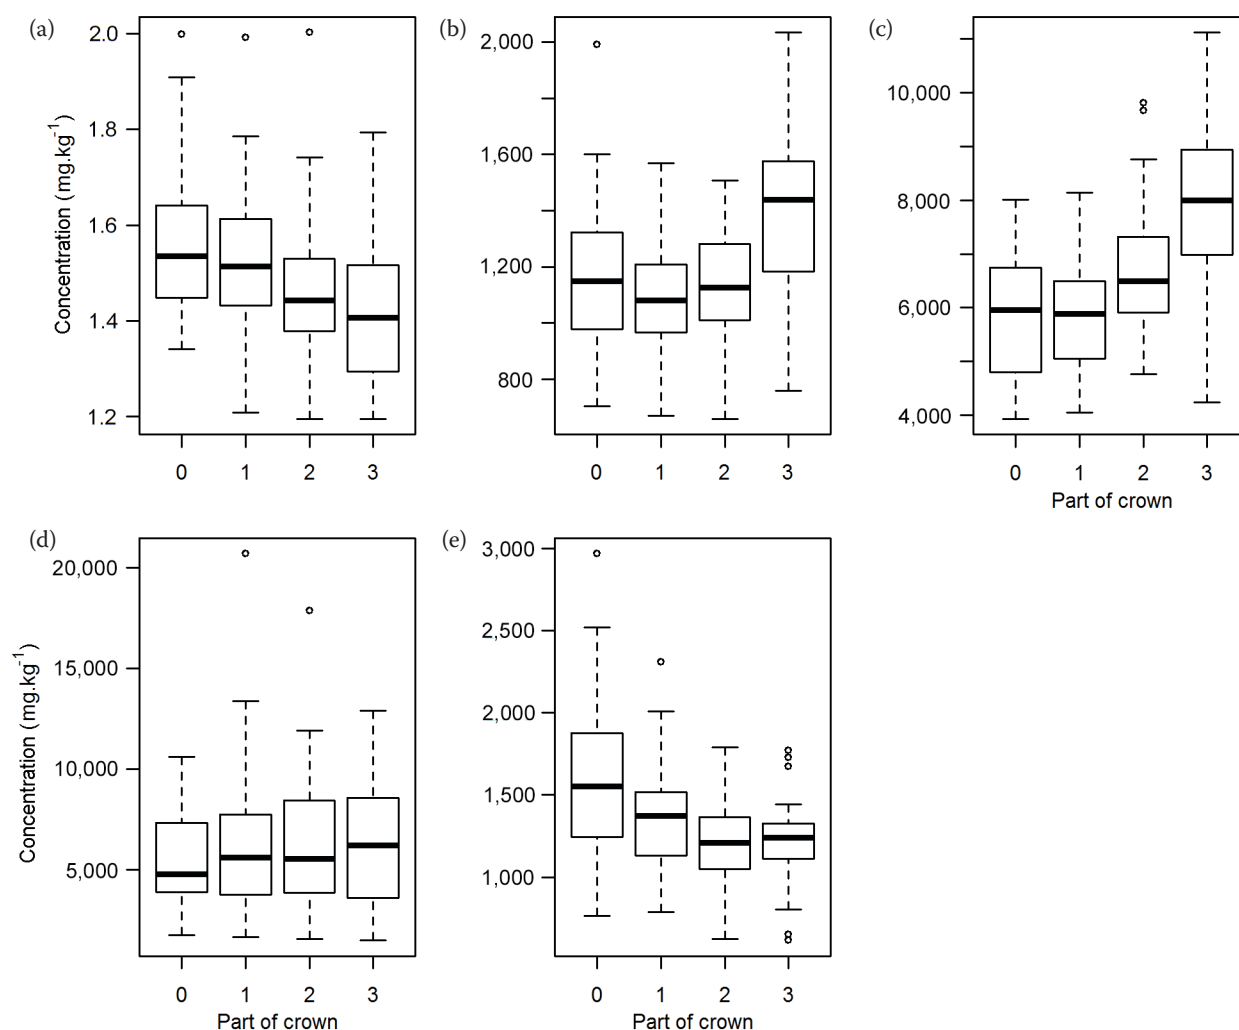 (a)
Concentration (mg.kg-1)
2.0
1.8
1.6
1.4
1.2
0 1 2 3
(b)
2,000
1,600
1,200
800
0 1 2 3
(c)
10,000
8,000
6,000
4,000
0 1 2 3
Part of crown
(d)
Concentration (mg.kg-1)
20,000
15,000
10,000
5,000
0 1 2 3
Part of crown
(e)
3,000
2,500
2,000
1,500
1,000
0 1 2 3
Part of crown